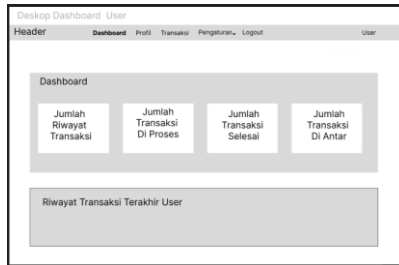 Deskop Dashboard User
Header Dashboard Profil Transaksi Pengaturan Logout User
Dashboard
Jumlah
Riwayat
Transaksi
Jumlah
Transaksi
Di Proses
Jumlah
Transaksi
Selesai
Jumlah
Transaksi
Di Antar
Riwayat Transaksi Terakhir User